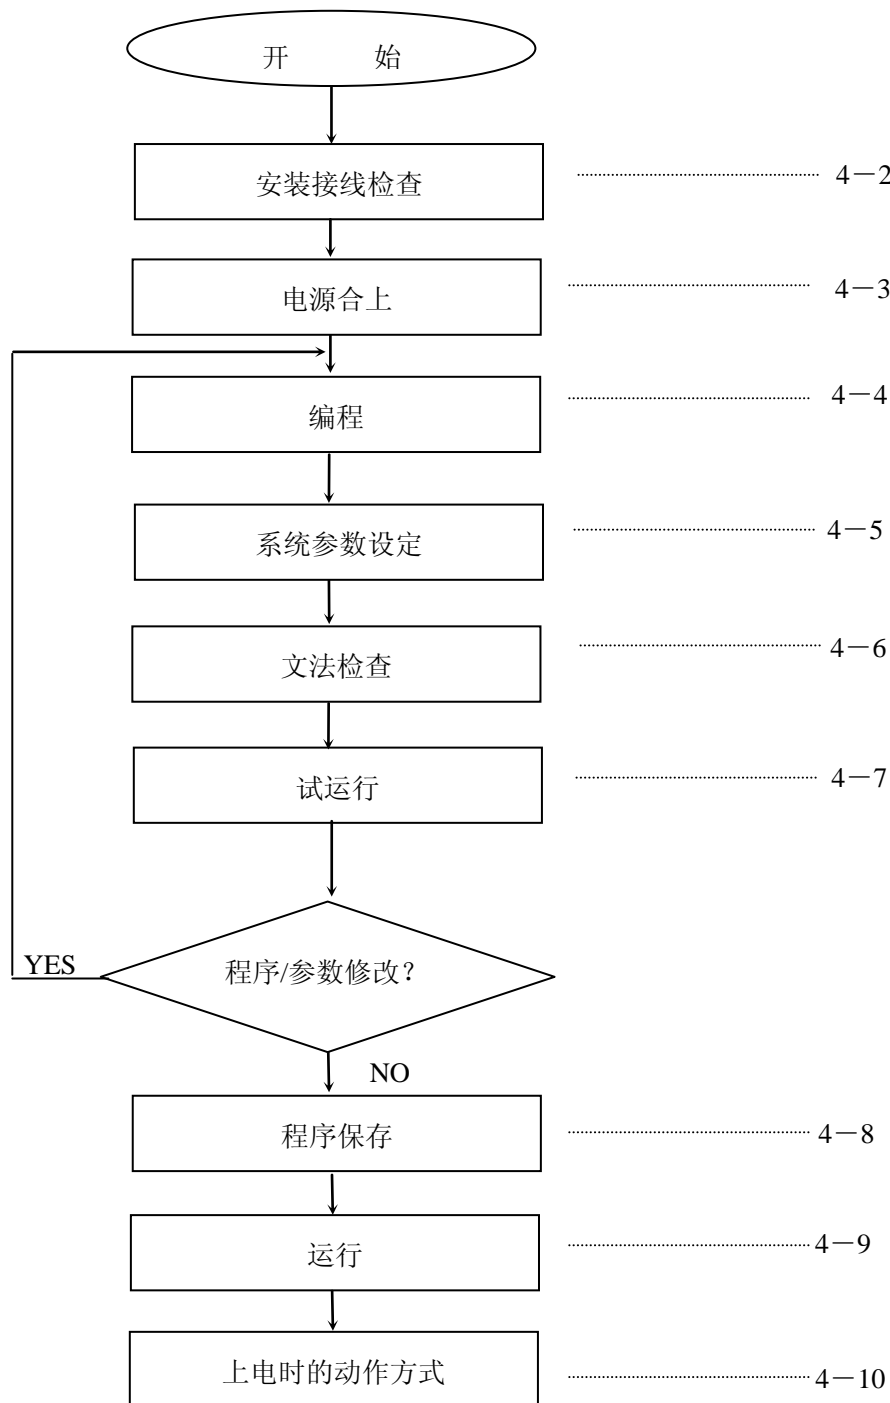 开 始
安装接线检查 4－2
电源合上 4－3
编程 4－4
系统参数设定 4－5
文法检查 4－6
试运行 4－7
YES 程序/参数修改？
NO
程序保存 4－8
运行 4－9
上电时的动作方式 4－10